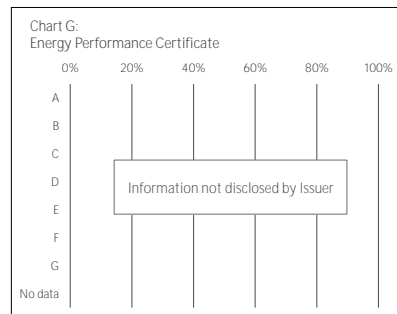 Chart G:
Energy Performance Certificate
0% 20% 40% 60% 80% 100%
A
B
C
D
Information not disclosed by Issuer
E
F
G
No data